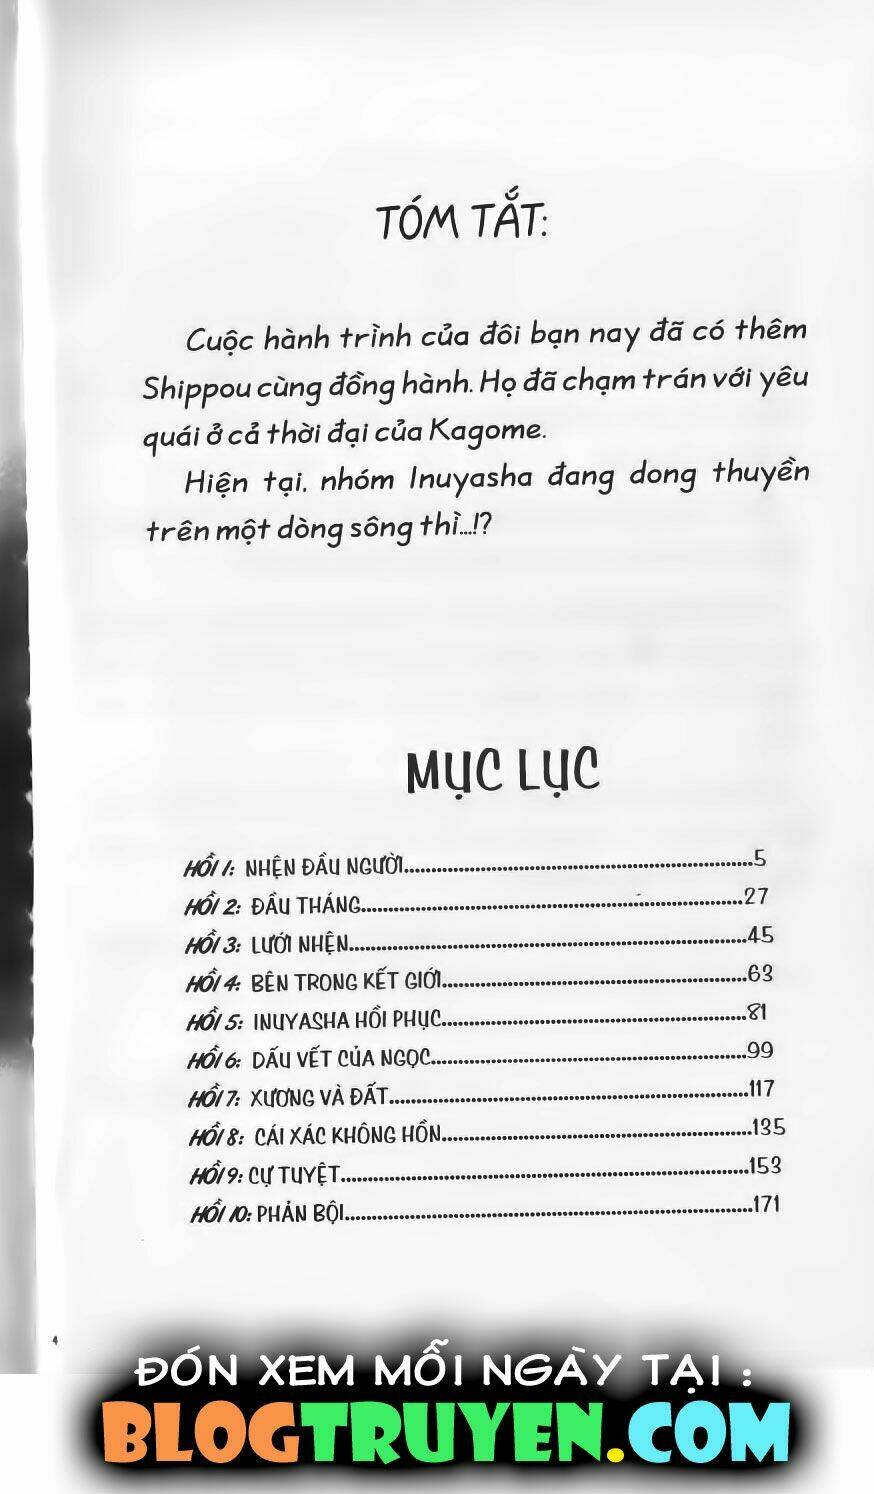 TÓM TẮT:
Cuộc hành trình của đôi bạn nay đã có thêm
Shippou cùng đồng hành. Họ đã chạm trán với yêu
quái ở cả thời đại của Kagome.
Hiện tại, nhóm Inuyasha đang dong thuyền
trên một dòng sông thì...!?
MỤC LỤC
HỒI 1: NHỆN ĐẦU NGƯỜI.....5
HỒI 2: ĐẦU THÁNG.....27
HỒI 3: LƯỚI NHỆN.....45
HỒI 4: BÊN TRONG KẾT GIỚI.....63
HỒI 5: INUYASHA HỒI PHỤC.....81
HỒI 6: DẤU VẾT CỦA NGỌC.....99
HỒI 7: XƯƠNG VÀ ĐẤT.....117
HỒI 8: CÁI XÁC KHÔNG HỒN.....135
HỒI 9: CỰ TUYỆT.....153
HỒI 10: PHẢN BỘI.....171
4
ĐÓN XEM MỖI NGÀY TẠI :
BLOGTRUYEN.COM